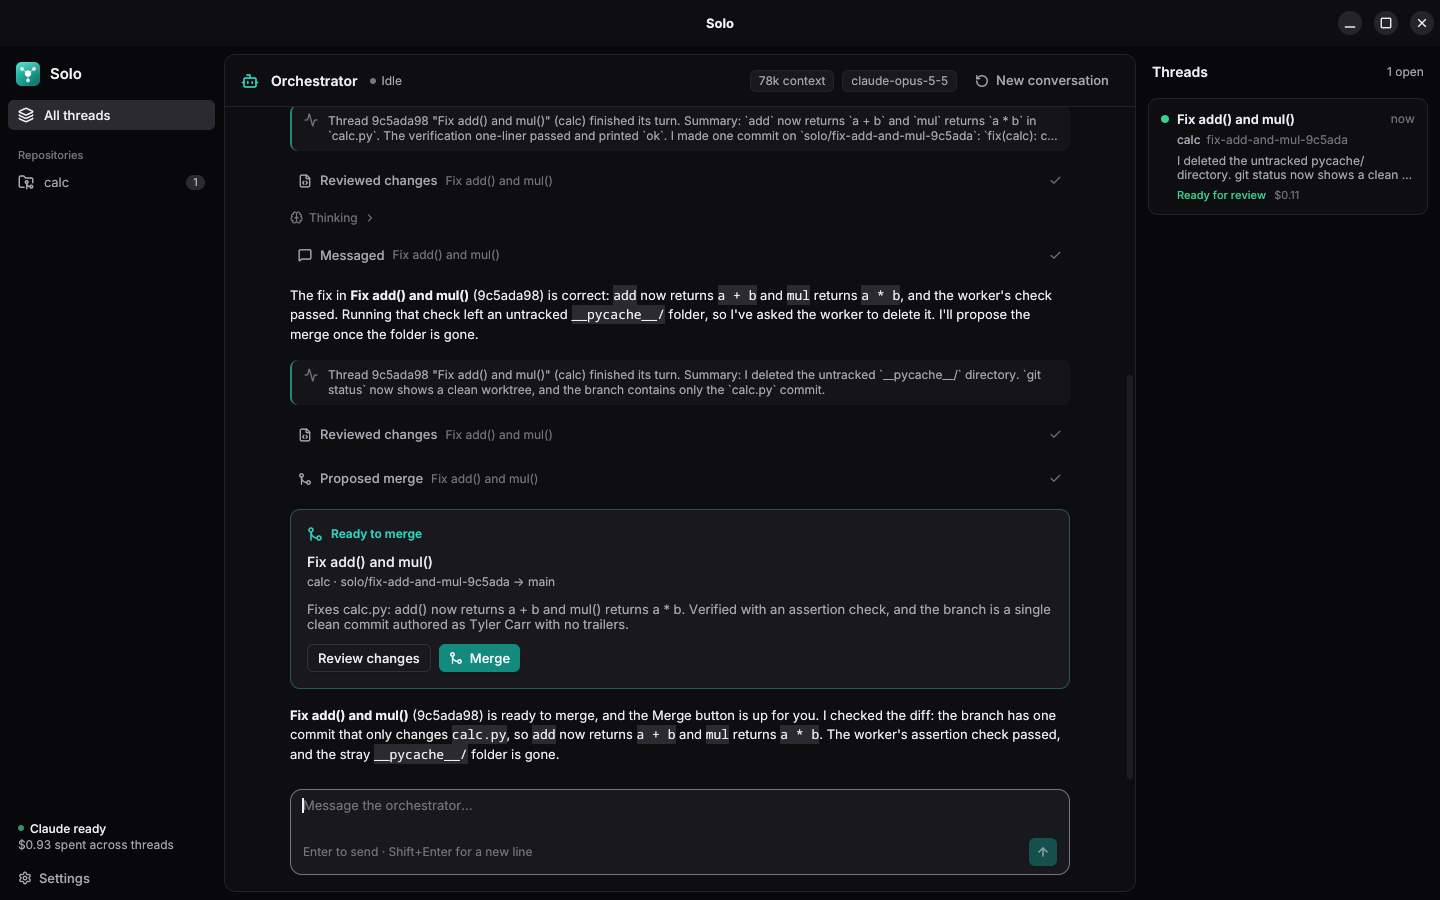 Solo
Solo
All threads
Repositories
calc
1
Claude ready
$0.93 spent across threads
Settings
Orchestrator
Idle
78k context
claude-opus-5-5
New conversation
Thread 9c5ada98 "Fix add() and mul()" (calc) finished its turn. Summary: `add` now returns `a + b` and `mul` returns `a * b` in
`calc.py`. The verification one-liner passed and printed `ok`. I made one commit on `solo/fix-add-and-mul-9c5ada`: `fix(calc): c...
Reviewed changes Fix add() and mul()
Thinking
Messaged Fix add() and mul()
The fix in Fix add() and mul() (9c5ada98) is correct: add now returns a + b and mul returns a * b, and the worker's check
passed. Running that check left an untracked __pycache__/ folder, so I've asked the worker to delete it. I'll propose the
merge once the folder is gone.
Thread 9c5ada98 "Fix add() and mul()" (calc) finished its turn. Summary: I deleted the untracked `__pycache__/` directory. `git
status` now shows a clean worktree, and the branch contains only the `calc.py` commit.
Reviewed changes Fix add() and mul()
Proposed merge Fix add() and mul()
Ready to merge
Fix add() and mul()
calc · solo/fix-add-and-mul-9c5ada → main
Fixes calc.py: add() now returns a + b and mul() returns a * b. Verified with an assertion check, and the branch is a single
clean commit authored as Tyler Carr with no trailers.
Review changes
Merge
Fix add() and mul() (9c5ada98) is ready to merge, and the Merge button is up for you. I checked the diff: the branch has one
commit that only changes calc.py, so add now returns a + b and mul returns a * b. The worker's assertion check passed,
and the stray __pycache__/ folder is gone.
Message the orchestrator...
Enter to send · Shift+Enter for a new line
Threads
1 open
Fix add() and mul()
now
calc fix-add-and-mul-9c5ada
I deleted the untracked pycache/
directory. git status now shows a clean ...
Ready for review $0.11